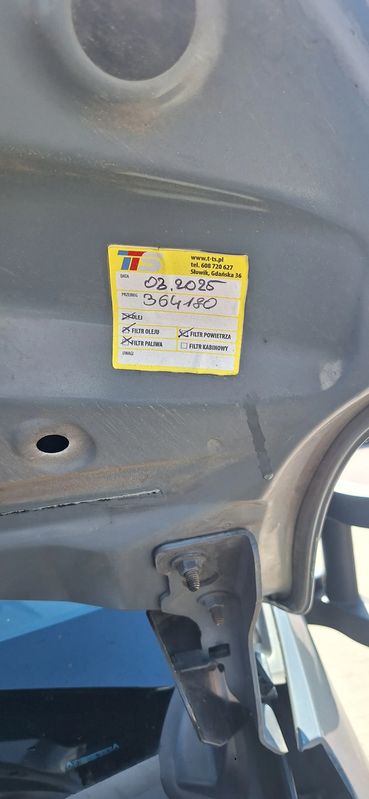 TTS
www.t-ts.pl
tel. 608 720 627
Słowik, Gdańska 36
DATA
03.2025
PRZEBIEG
364180
OLEJ
FILTR OLEJU
FILTR POWIETRZA
FILTR PALIWA
FILTR KABINOWY
UWAGI